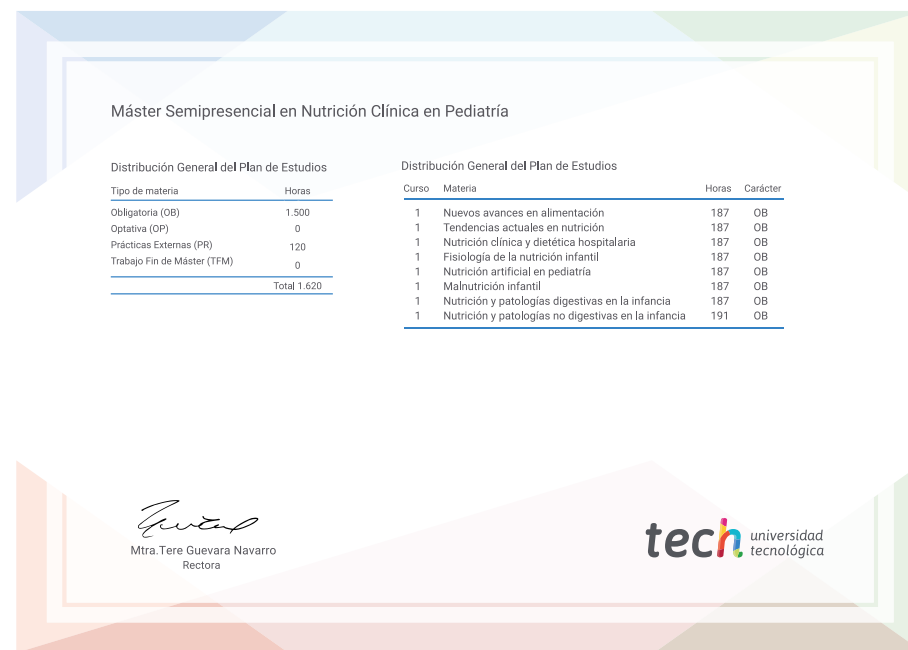 Máster Semipresencial en Nutrición Clínica en Pediatría
Distribución General del Plan de Estudios
Tipo de materia Horas
Obligatoria (OB) 1.500
Optativa (OP) 0
Prácticas Externas (PR) 120
Trabajo Fin de Máster (TFM) 0
Total 1.620
Distribución General del Plan de Estudios
Curso Materia Horas Carácter
1 Nuevos avances en alimentación 187 OB
1 Tendencias actuales en nutrición 187 OB
1 Nutrición clínica y dietética hospitalaria 187 OB
1 Fisiología de la nutrición infantil 187 OB
1 Nutrición artificial en pediatría 187 OB
1 Malnutrición infantil 187 OB
1 Nutrición y patologías digestivas en la infancia 187 OB
1 Nutrición y patologías no digestivas en la infancia 191 OB
Mtra.Tere Guevara Navarro
Rectora
tech universidad
tecnológica